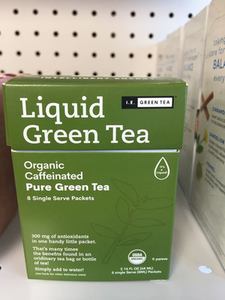 I.E. GREEN TEA
Liquid
Green Tea
Organic
Caffeinated
Pure Green Tea
8 Single Serve Packets
300 mg of antioxidants
in one handy little packet.
That's many times
the benefits found in an
ordinary tea bag or bottle
of tea!
Simply add to water!
USDA
ORGANIC
BALA